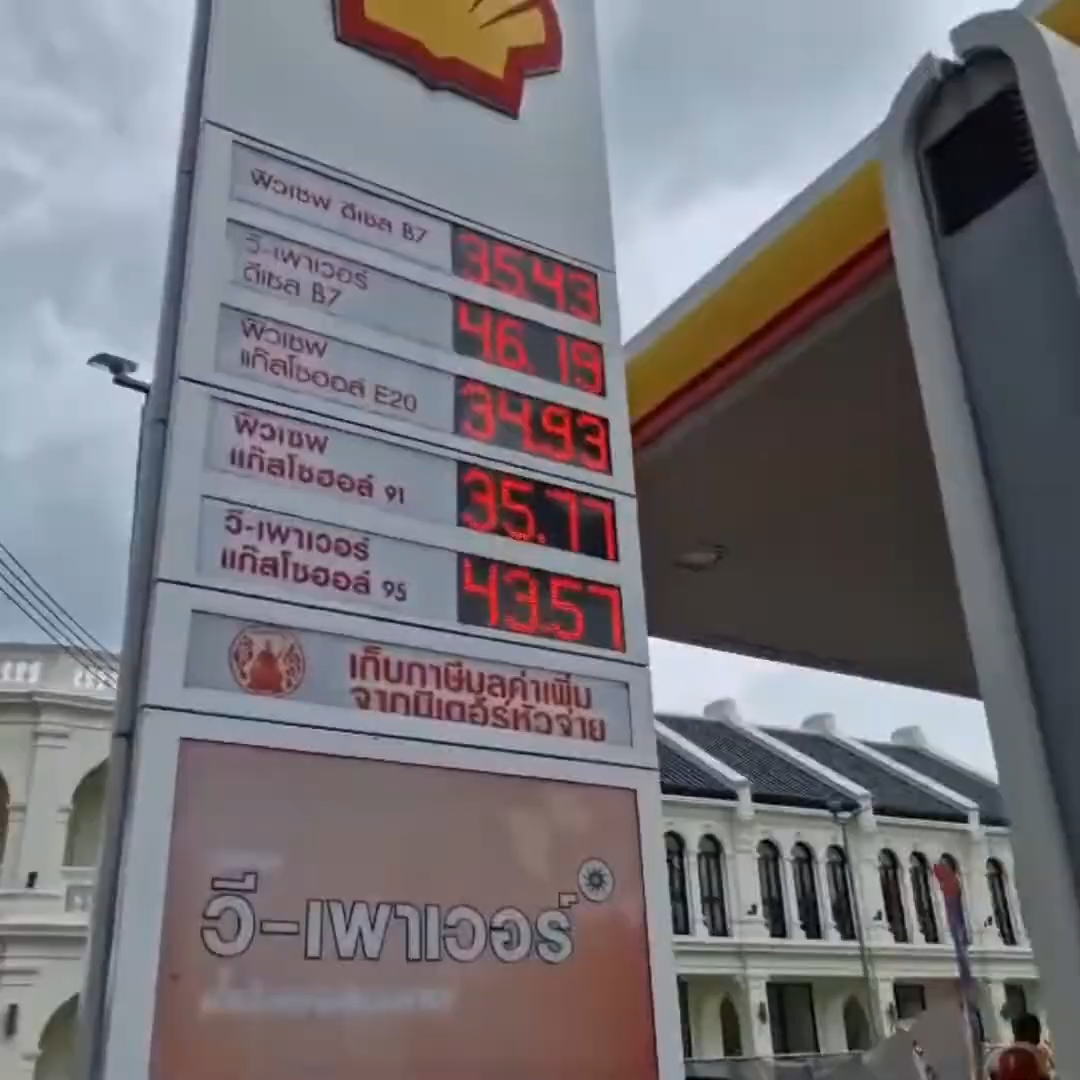 ฟิวเซฟ ดีเซล B7
35.43
วี-เพาเวอร์
ดีเซล B7
46.19
ฟิวเซฟ
แก๊สโซฮอล์ E20
34.93
ฟิวเซฟ
แก๊สโซฮอล์ 91
35.77
วี-เพาเวอร์
แก๊สโซฮอล์ 95
43.57
เก็บภาษีมูลค่าเพิ่ม
จากมิเตอร์หัวจ่าย
วี-เพาเวอร์